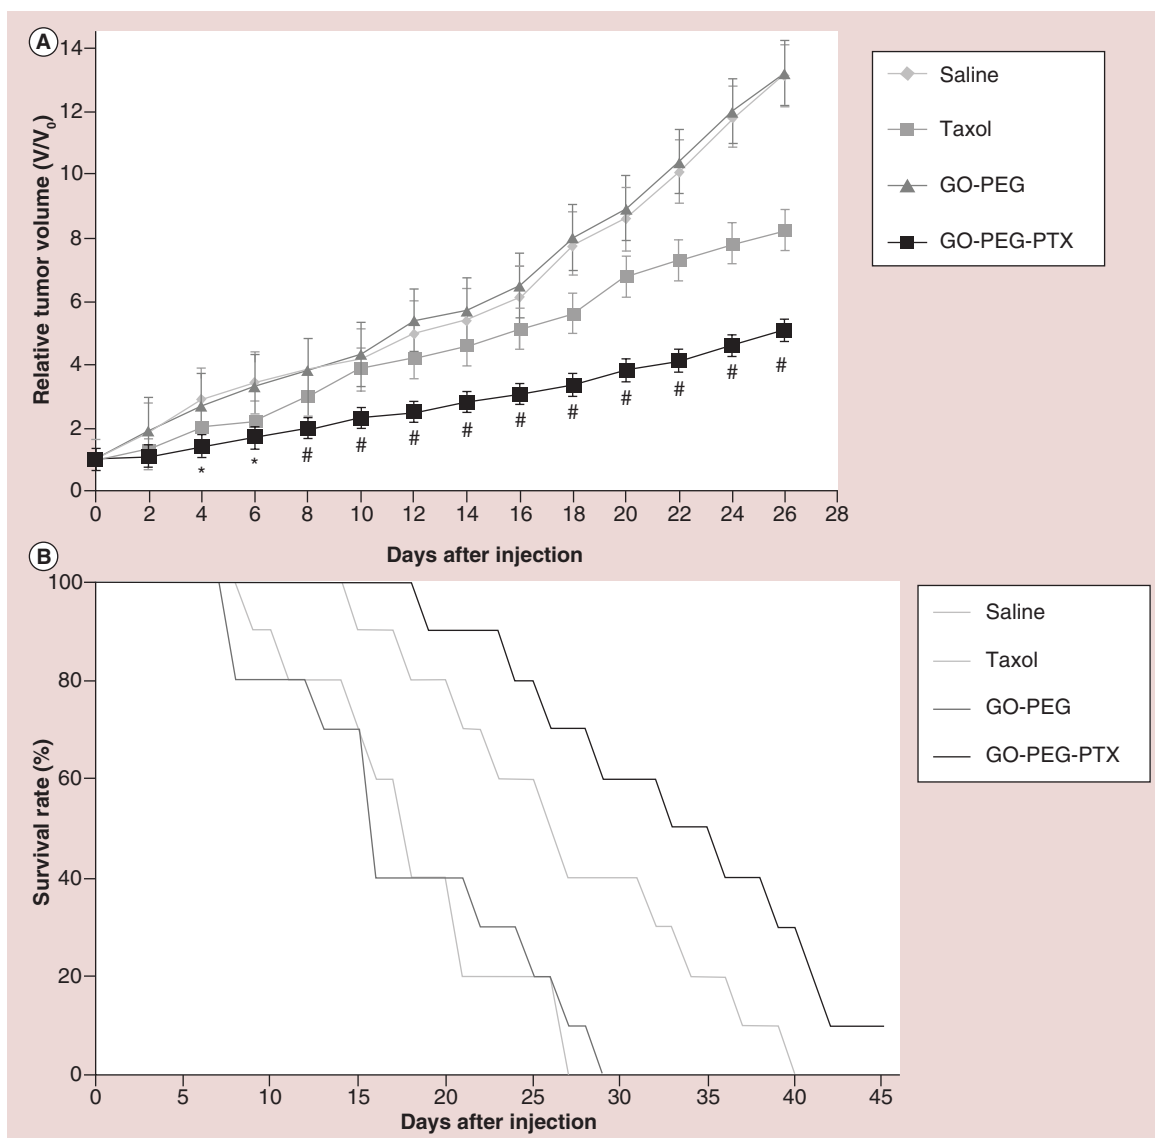 A
14
12
10
8
6
4
2
0
Relative tumor volume (V/V0)
* * # # # # # # # # # #
0 2 4 6 8 10 12 14 16 18 20 22 24 26 28
Days after injection
Saline
Taxol
GO-PEG
GO-PEG-PTX
B
100
80
60
40
20
0
Survival rate (%)
0 5 10 15 20 25 30 35 40 45
Days after injection
Saline
Taxol
GO-PEG
GO-PEG-PTX